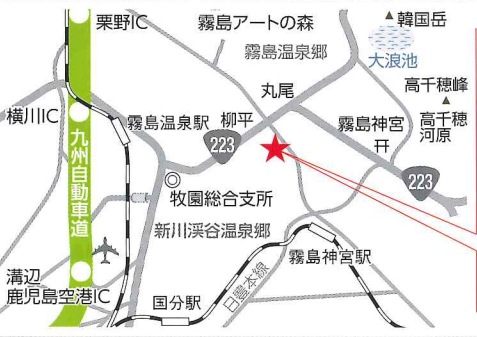 栗野IC
霧島アートの森
韓国岳
霧島温泉郷
大浪池
丸尾
高千穂峰
横川IC
霧島温泉駅
柳平
霧島神宮
高千穂
河原
223
223
九州自動車道
牧園総合支所
新川渓谷温泉郷
霧島神宮駅
溝辺
鹿児島空港IC
国分駅
日豊本線